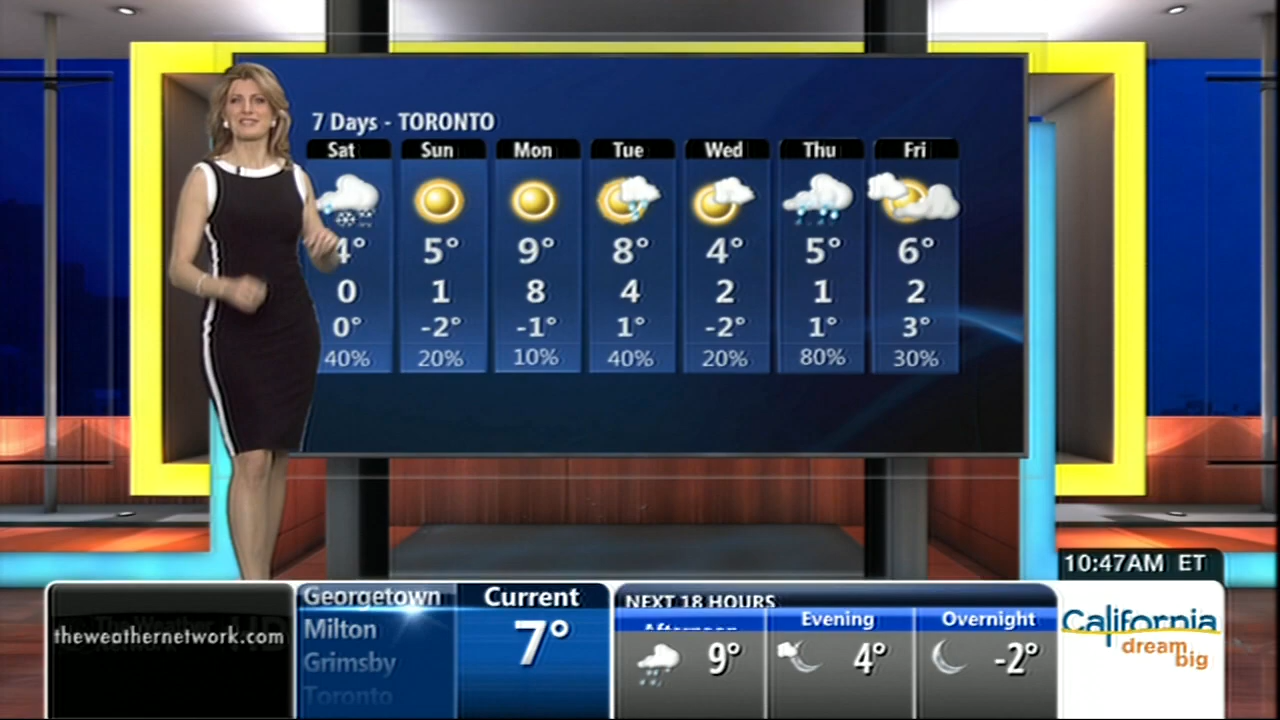 7 Days - TORONTO
Sat Sun Mon Tue Wed Thu Fri
4° 5° 9° 8° 4° 5° 6°
0 1 8 4 2 1 2
0° -2° -1° 1° -2° 1° 3°
40% 20% 10% 40% 20% 80% 30%
10:47AM ET
theweathernetwork.com
Georgetown
Milton
Grimsby
Toronto
Current
7°
NEXT 18 HOURS
Afternoon Evening Overnight
9° 4° -2°
California
dream
big